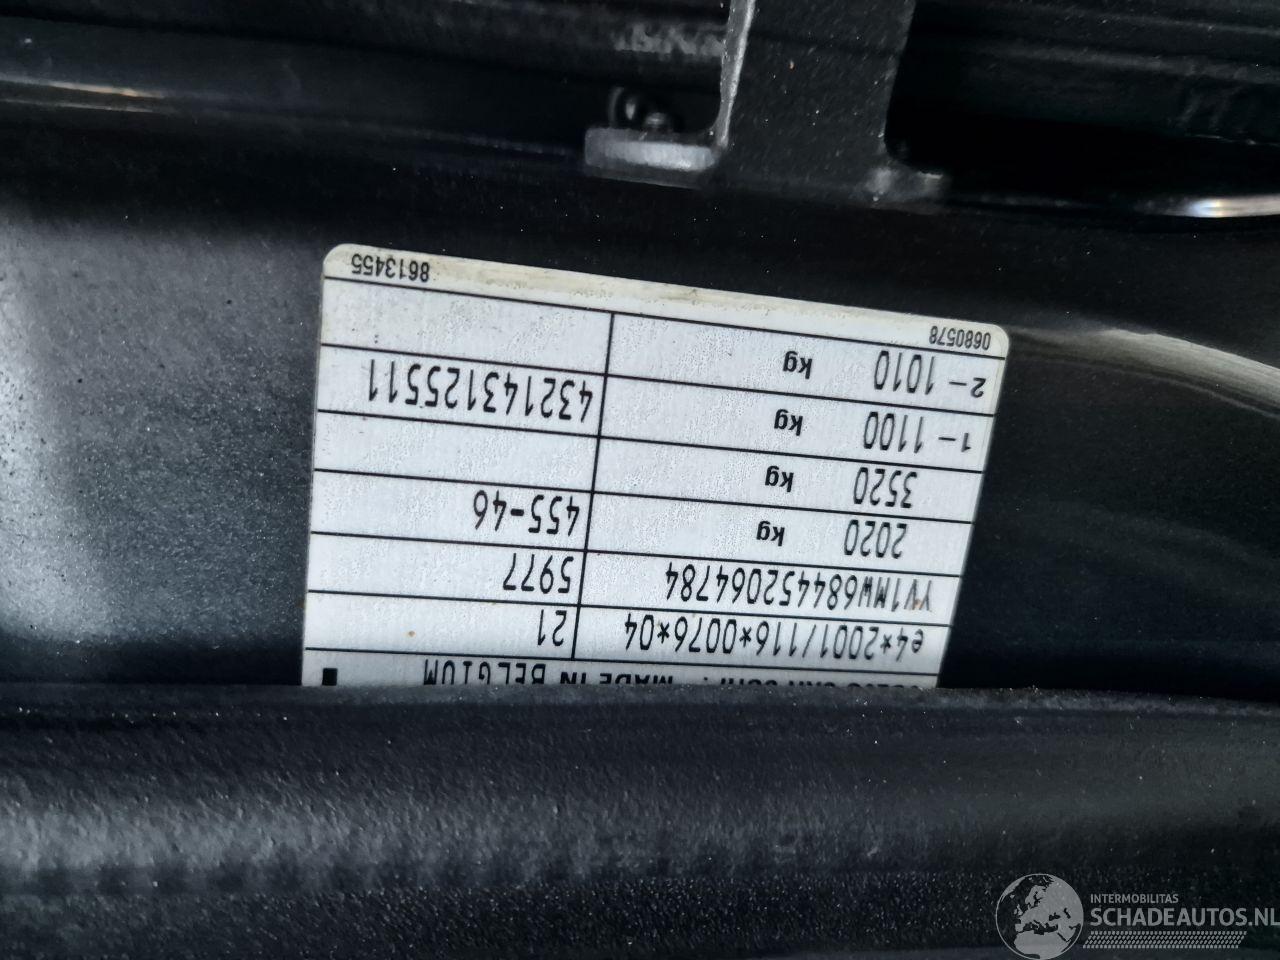 MADE IN BELGIUM
e4*2001/116*0076*04 21
YV1MW684452064784 5977
2020 kg 455-46
3520 kg
1- 1100 kg 432143125511
2- 1010 kg
0680578 8613455
INTERMOBILITAS
SCHADEAUTOS.NL